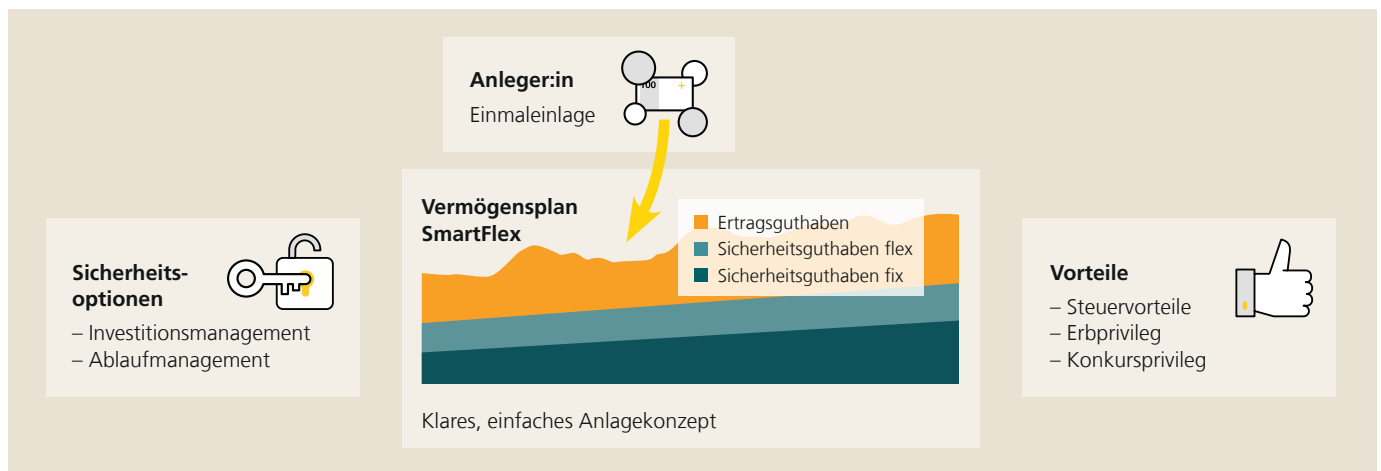 Anleger:in
Einmaleinlage
100
+
Vermögensplan
SmartFlex
Ertragsguthaben
Sicherheitsguthaben flex
Sicherheitsguthaben fix
Klares, einfaches Anlagekonzept
Sicherheits-
optionen
– Investitionsmanagement
– Ablaufmanagement
Vorteile
– Steuervorteile
– Erbprivileg
– Konkursprivileg